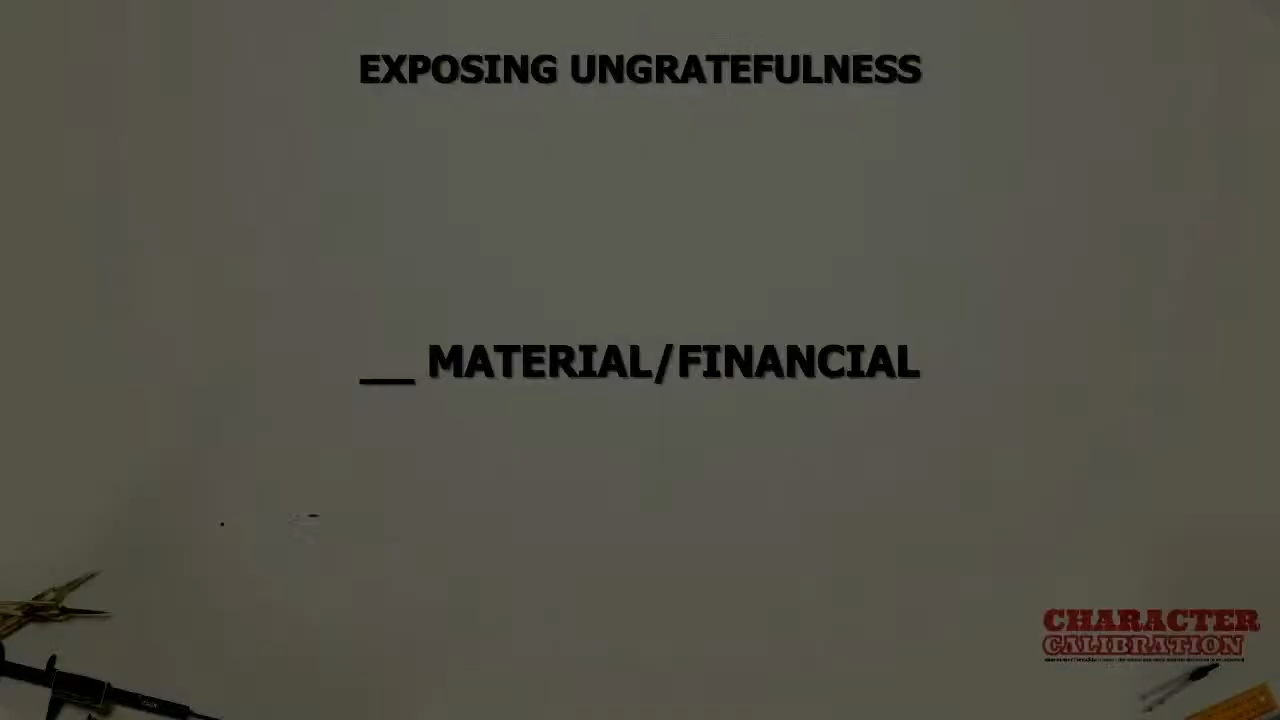 EXPOSING UNGRATEFULNESS
__ MATERIAL/FINANCIAL
CHARACTER
CALIBRATION